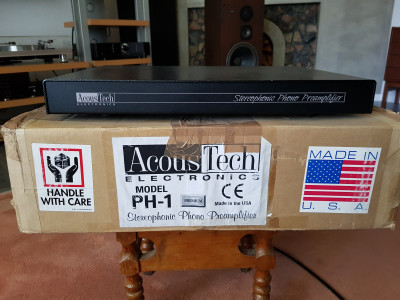 AcousTech
ELECTRONICS
Stereophonic Phono Preamplifier
HANDLE
WITH CARE
AcousTech
ELECTRONICS
MODEL
PH-1
CE
Made in the USA
Stereophonic Phono Preamplifier
MADE IN
U. S. A.